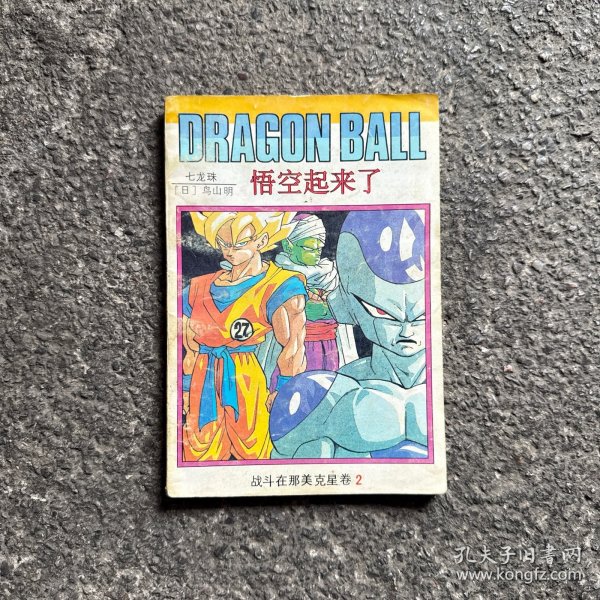 DRAGON BALL
七龙珠
[日]鸟山明
悟空起来了
27
战斗在那美克星卷2
孔夫子旧书网
www.kongfz.com